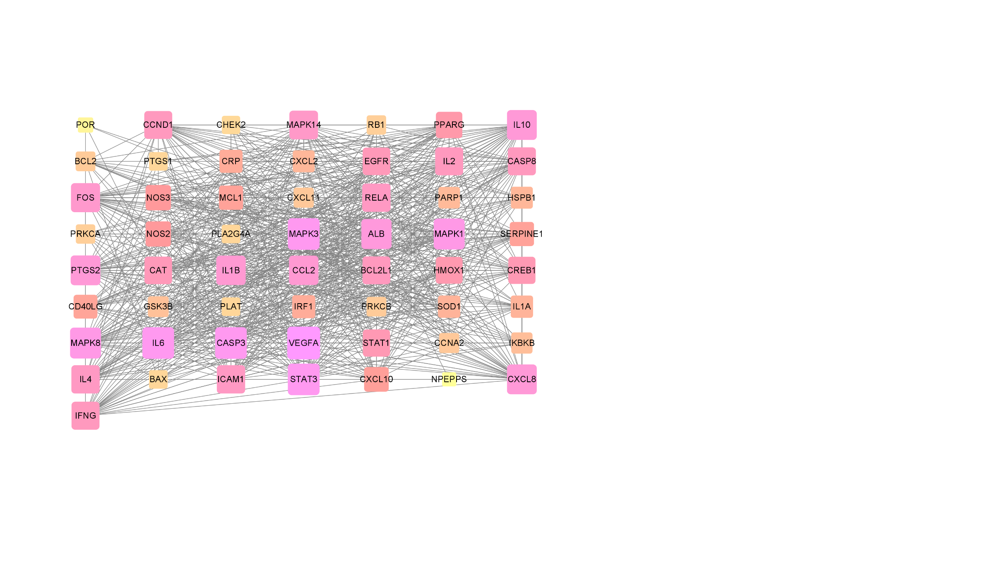 POR CCND1 CHEK2 MAPK14 RB1 PPARG IL10
BCL2 PTGS1 CRP CXCL2 EGFR IL2 CASP8
FOS NOS3 MCL1 CXCL11 RELA PARP1 HSPB1
PRKCA NOS2 PLA2G4A MAPK3 ALB MAPK1 SERPINE1
PTGS2 CAT IL1B CCL2 BCL2L1 HMOX1 CREB1
CD40LG GSK3B PLAT IRF1 PRKCB SOD1 IL1A
MAPK8 IL6 CASP3 VEGFA STAT1 CCNA2 IKBKB
IL4 BAX ICAM1 STAT3 CXCL10 NPEPPS CXCL8
IFNG